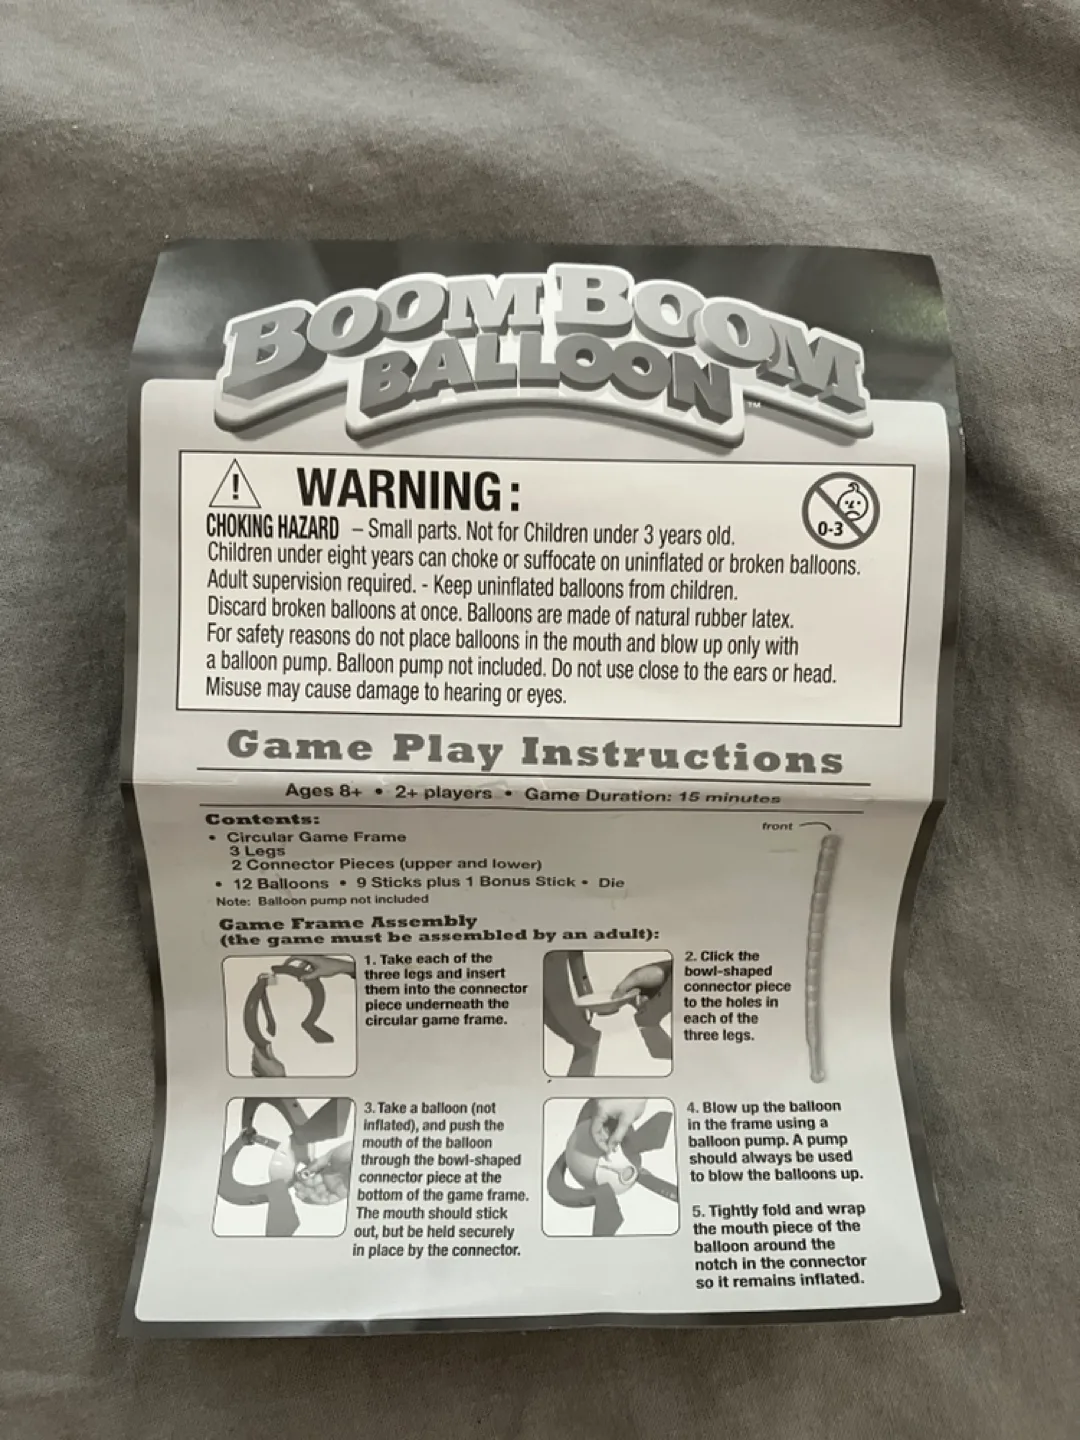 BOOM BOOM
BALLOON
TM
! WARNING:
CHOKING HAZARD – Small parts. Not for Children under 3 years old.
0-3
Children under eight years can choke or suffocate on uninflated or broken balloons.
Adult supervision required. - Keep uninflated balloons from children.
Discard broken balloons at once. Balloons are made of natural rubber latex.
For safety reasons do not place balloons in the mouth and blow up only with
a balloon pump. Balloon pump not included. Do not use close to the ears or head.
Misuse may cause damage to hearing or eyes.
Game Play Instructions
Ages 8+ • 2+ players • Game Duration: 15 minutes
Contents:
• Circular Game Frame
3 Legs
2 Connector Pieces (upper and lower)
• 12 Balloons • 9 Sticks plus 1 Bonus Stick • Die
Note: Balloon pump not included
front
Game Frame Assembly
(the game must be assembled by an adult):
1. Take each of the
three legs and insert
them into the connector
piece underneath the
circular game frame.
2. Click the
bowl-shaped
connector piece
to the holes in
each of the
three legs.
3. Take a balloon (not
inflated), and push the
mouth of the balloon
through the bowl-shaped
connector piece at the
bottom of the game frame.
The mouth should stick
out, but be held securely
in place by the connector.
4. Blow up the balloon
in the frame using a
balloon pump. A pump
should always be used
to blow the balloons up.
5. Tightly fold and wrap
the mouth piece of the
balloon around the
notch in the connector
so it remains inflated.